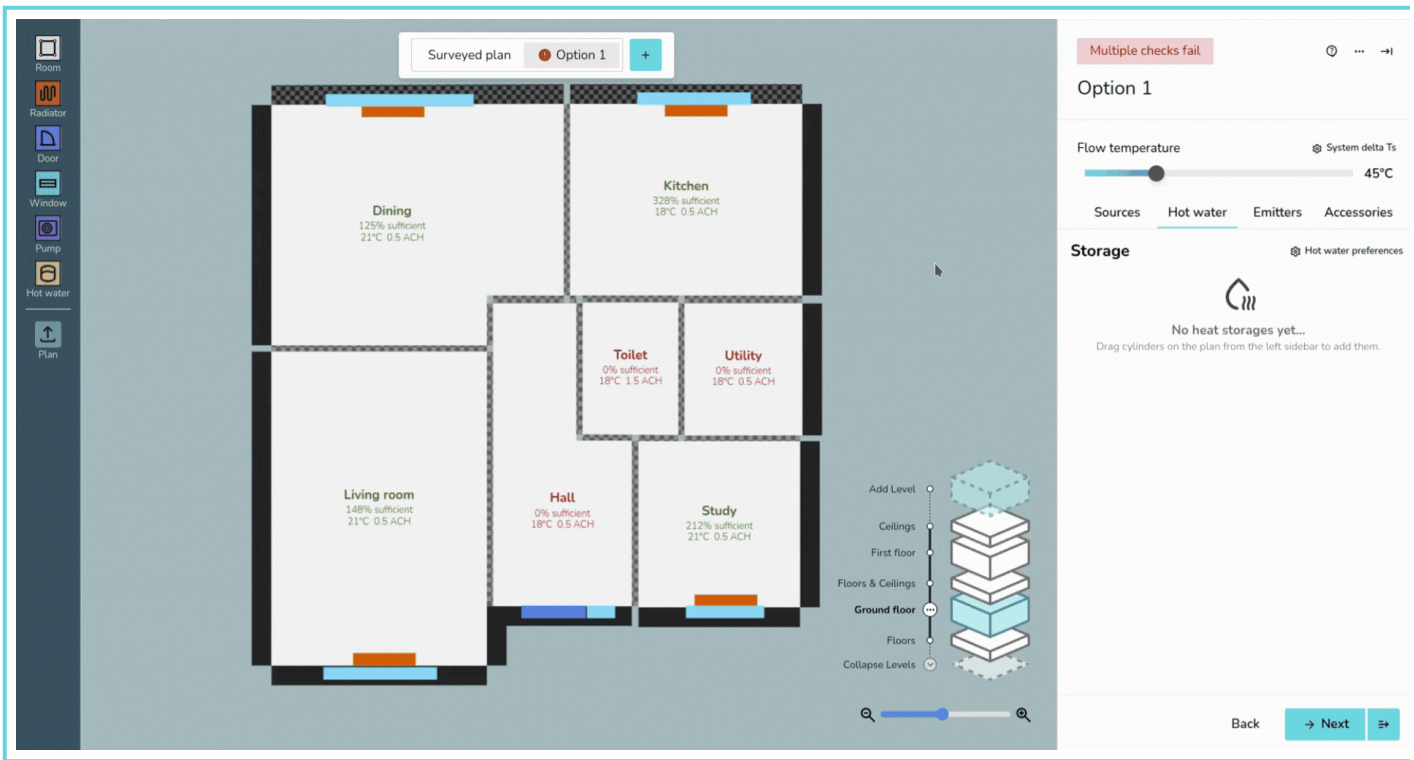 Room
Radiator
Door
Window
Pump
Hot water
Plan
Surveyed plan
Option 1
+
Dining
125% sufficient
21°C 0.5 ACH
Kitchen
328% sufficient
18°C 0.5 ACH
Toilet
0% sufficient
18°C 1.5 ACH
Utility
0% sufficient
18°C 0.5 ACH
Living room
148% sufficient
21°C 0.5 ACH
Hall
0% sufficient
18°C 0.5 ACH
Study
212% sufficient
21°C 0.5 ACH
Add Level
Ceilings
First floor
Floors & Ceilings
Ground floor
Floors
Collapse Levels
Multiple checks fail
Option 1
Flow temperature
System delta Ts
45°C
Sources Hot water Emitters Accessories
Storage
Hot water preferences
No heat storages yet...
Drag cylinders on the plan from the left sidebar to add them.
Back
Next